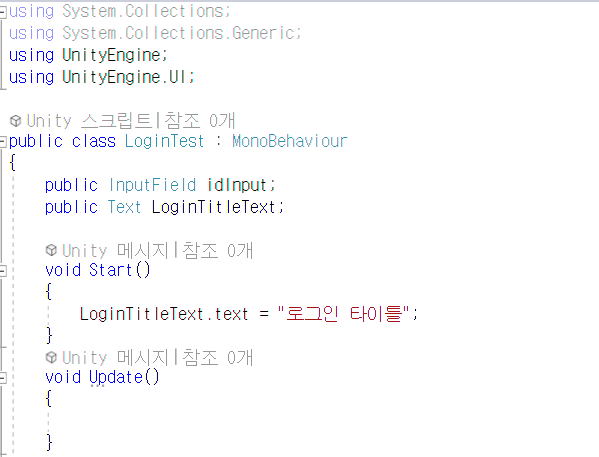 using System.Collections;
using System.Collections.Generic;
using UnityEngine;
using UnityEngine.UI;
Unity 스크립트|참조 0개
public class LoginTest : MonoBehaviour
{
public InputField idInput;
public Text LoginTitleText;
Unity 메시지|참조 0개
void Start()
{
LoginTitleText.text = "로그인 타이틀";
}
Unity 메시지|참조 0개
void Update()
{
}